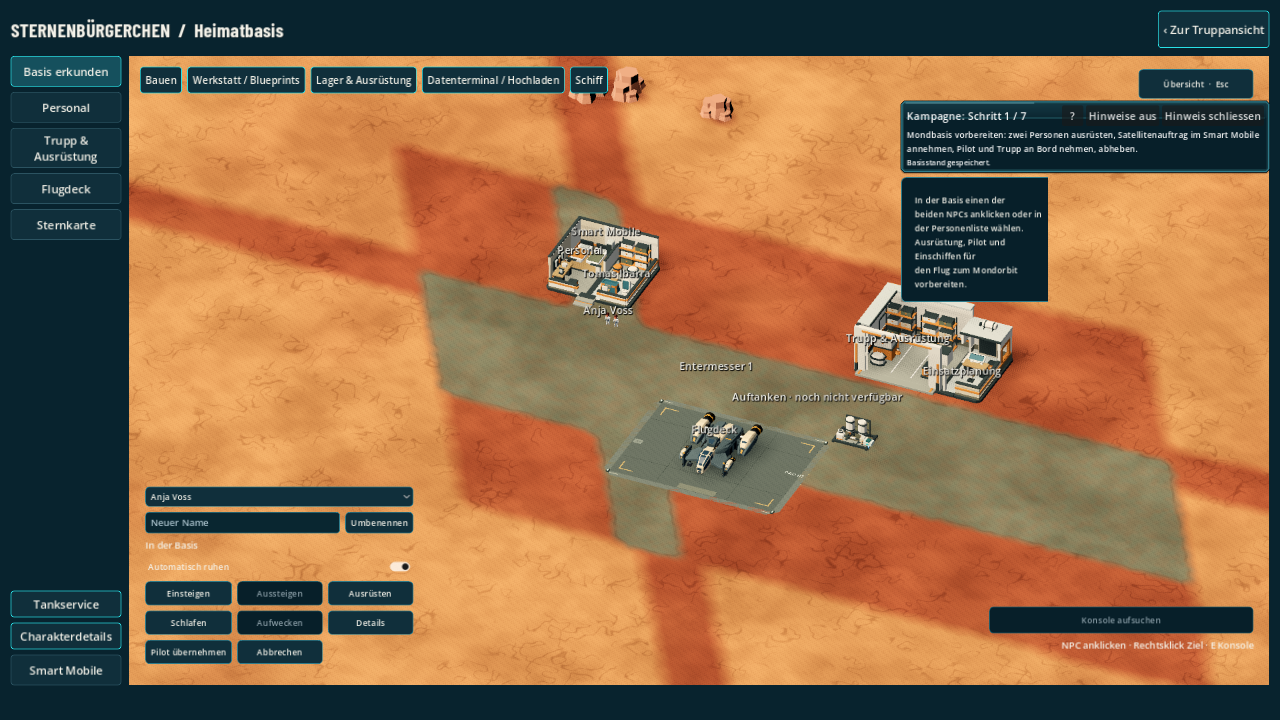 STERNENBÜRGERCHEN / Heimatbasis
‹ Zur Truppansicht
Basis erkunden
Personal
Trupp &
Ausrüstung
Flugdeck
Sternkarte
Bauen
Werkstatt / Blueprints
Lager & Ausrüstung
Datenterminal / Hochladen
Schiff
Übersicht · Esc
Kampagne: Schritt 1 / 7
? Hinweise aus Hinweis schliessen
Mondbasis vorbereiten: zwei Personen ausrüsten, Satellitenauftrag im Smart Mobile
annehmen, Pilot und Trupp an Bord nehmen, abheben.
Basisstand gespeichert.
In der Basis einen der
beiden NPCs anklicken oder in
der Personenliste wählen.
Ausrüstung, Pilot und
Einschiffen für
den Flug zum Mondorbit
vorbereiten.
Smart Mobile
Personal
Tomas Ibarra
Anja Voss
Trupp & Ausrüstung
Einsatzplanung
Entermesser 1
Auftanken · noch nicht verfügbar
Flugdeck
Anja Voss
Neuer Name
Umbenennen
In der Basis
Automatisch ruhen
Einsteigen
Aussteigen
Ausrüsten
Schlafen
Aufwecken
Details
Pilot übernehmen
Abbrechen
Tankservice
Charakterdetails
Smart Mobile
Konsole aufsuchen
NPC anklicken · Rechtsklick Ziel · E Konsole